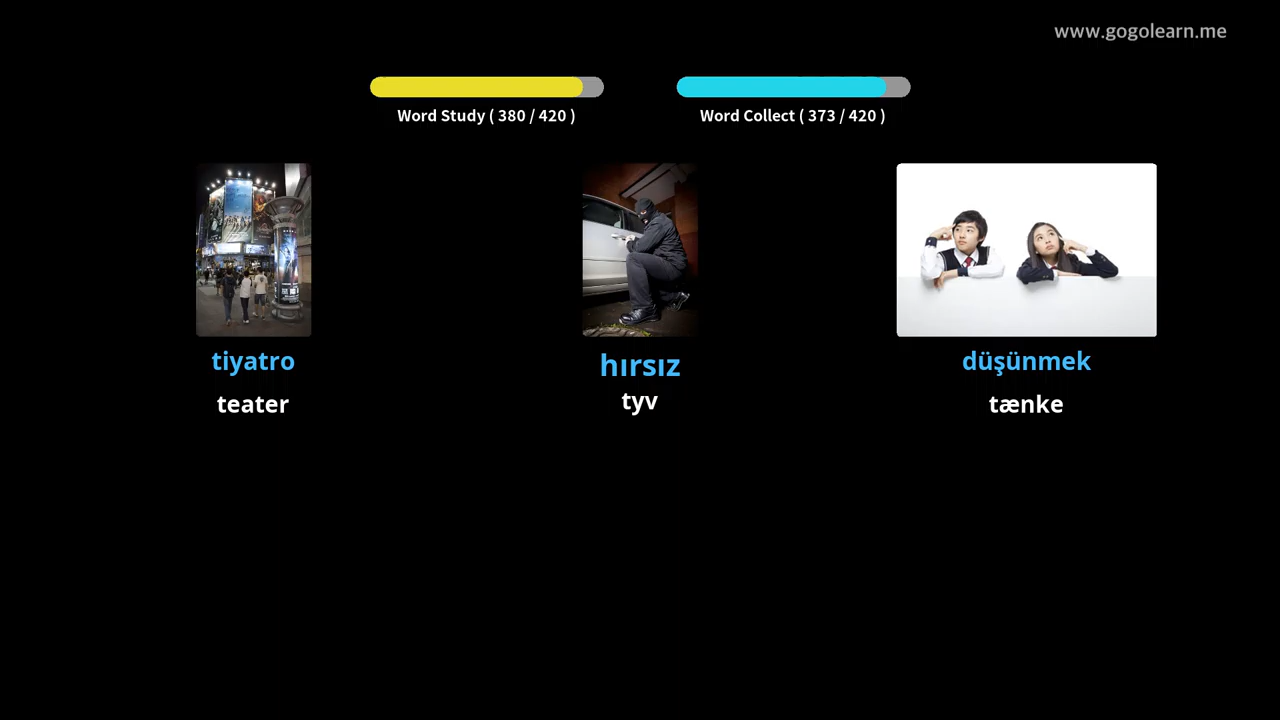 www.gogolearn.me
Word Study ( 380 / 420 )
Word Collect ( 373 / 420 )
tiyatro
teater
hırsız
tyv
düşünmek
tænke